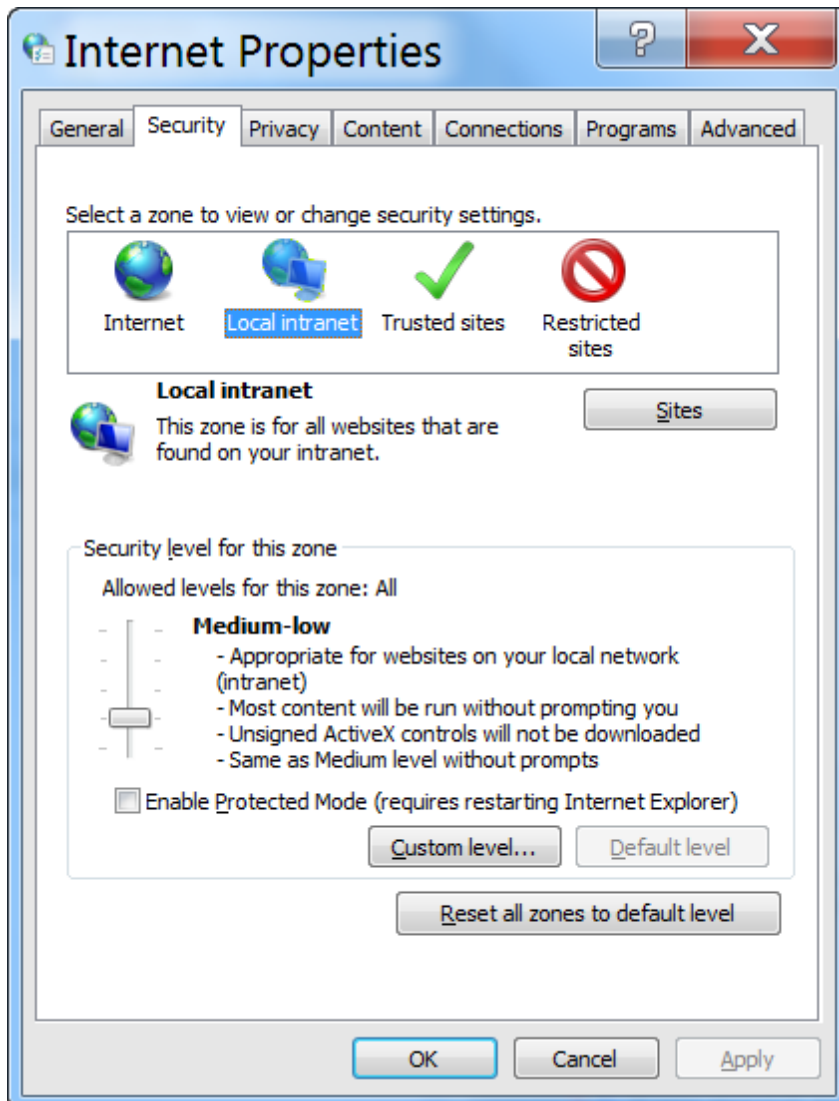 Internet Properties
General Security Privacy Content Connections Programs Advanced
Select a zone to view or change security settings.
Internet Local intranet Trusted sites Restricted
sites
Local intranet
Sites
This zone is for all websites that are
found on your intranet.
Security level for this zone
Allowed levels for this zone: All
Medium-low
- Appropriate for websites on your local network
(intranet)
- Most content will be run without prompting you
- Unsigned ActiveX controls will not be downloaded
- Same as Medium level without prompts
Enable Protected Mode (requires restarting Internet Explorer)
Custom level... Default level
Reset all zones to default level
OK Cancel Apply